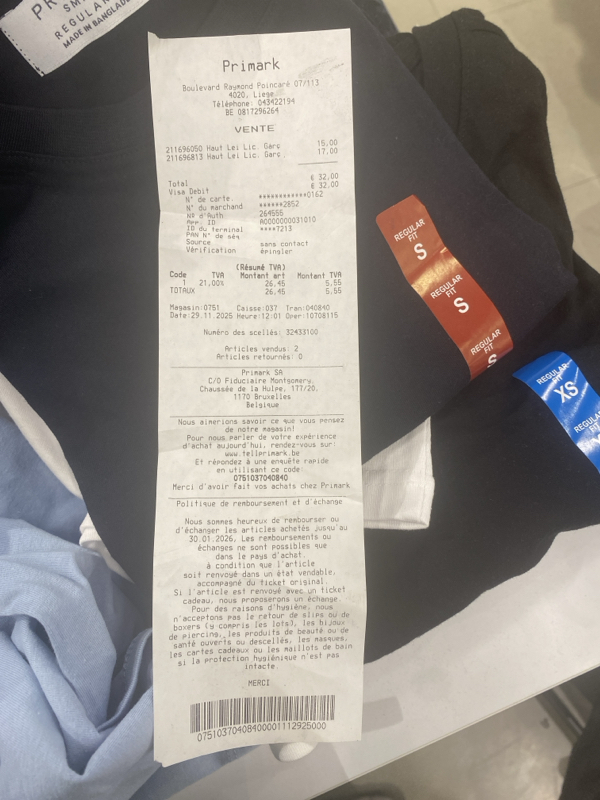 PR
SM
REGULAR
MADE IN BANGLADE
Primark
Boulevard Raymond Poincaré 07/113
4020, Liege
Téléphone: 043422194
BE 0817296264
VENTE
211696050 Haut Lei Lic. Garç 15,00
211696813 Haut Lei Lic. Garç 17,00
€ 32,00
Total € 32,00
Visa Debit
N° de carte ************0162
N° du marchand ******2852
N° d'Auth 264555
App. ID A0000000031010
ID du terminal ****7213
PAN N° de séq
Source sans contact
Vérification épingler
(Résumé TVA)
Code TVA Montant art Montant TVA
1 21,00% 26,45 5,55
TOTAUX 26,45 5,55
Magasin:0751 Caisse:037 Tran:040840
Date:29.11.2025 Heure:12:01 Oper:10708115
Numéro des scellés: 32433100
Articles vendus: 2
Articles retournés: 0
Primark SA
C/O Fiduciaire Montgomery,
Chaussée de la Hulpe, 177/20,
1170 Bruxelles
Belgique
Nous aimerions savoir ce que vous pensez
de notre magasin!
Pour nous parler de votre expérience
d'achat aujourd'hui, rendez-vous sur:
www.tellprimark.be
Et répondez à une enquête rapide
en utilisant ce code:
0751037040840
Merci d'avoir fait vos achats chez Primark
Politique de remboursement et d'échange
Nous sommes heureux de rembourser ou
d'échanger les articles achetés jusqu'au
30.01.2026. Les remboursements ou
échanges ne sont possibles que
dans le pays d'achat.
à condition que l'article
soit renvoyé dans un état vendable,
accompagné du ticket original.
Si l'article est renvoyé avec un ticket
cadeau, nous proposerons un échange.
Pour des raisons d'hygiène, nous
n'acceptons pas le retour de slips ou de
boxers (y compris les lots), les bijoux
de piercing, les produits de beauté ou de
santé ouverts ou descellés, les masques,
les cartes cadeaux ou les maillots de bain
si la protection hygiénique n'est pas
intacte.
MERCI
07510370408400001112925000
REGULAR
FIT
S
REGULAR
FIT
S
REGULAR
FIT
S
REGULAR
FIT
XS
REGULAR